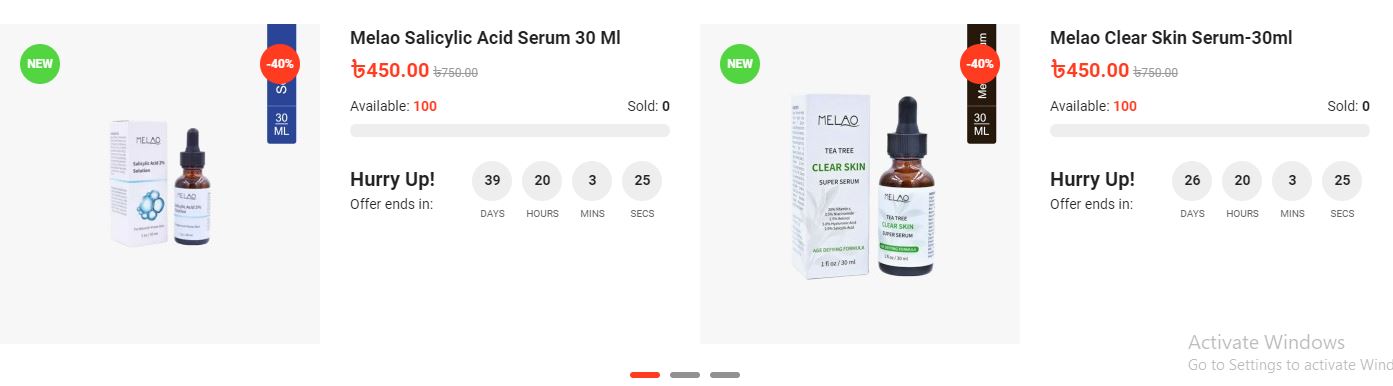 NEW
-40%
30
ML
MELAO
Salicylic Acid 2%
Solution
MELAO
Melao Salicylic Acid Serum 30 Ml
৳450.00 ৳750.00
Available: 100
Sold: 0
Hurry Up!
Offer ends in:
39
20
3
25
DAYS
HOURS
MINS
SECS
NEW
-40%
30
ML
MELAO
TEA TREE
CLEAR SKIN
SUPER SERUM
AGE DEFYING FORMULA
1 fl oz / 30 ml
MELAO
TEA TREE
CLEAR SKIN
SUPER SERUM
Melao Clear Skin Serum-30ml
৳450.00 ৳750.00
Available: 100
Sold: 0
Hurry Up!
Offer ends in:
26
20
3
25
DAYS
HOURS
MINS
SECS
Activate Windows
Go to Settings to activate Wind